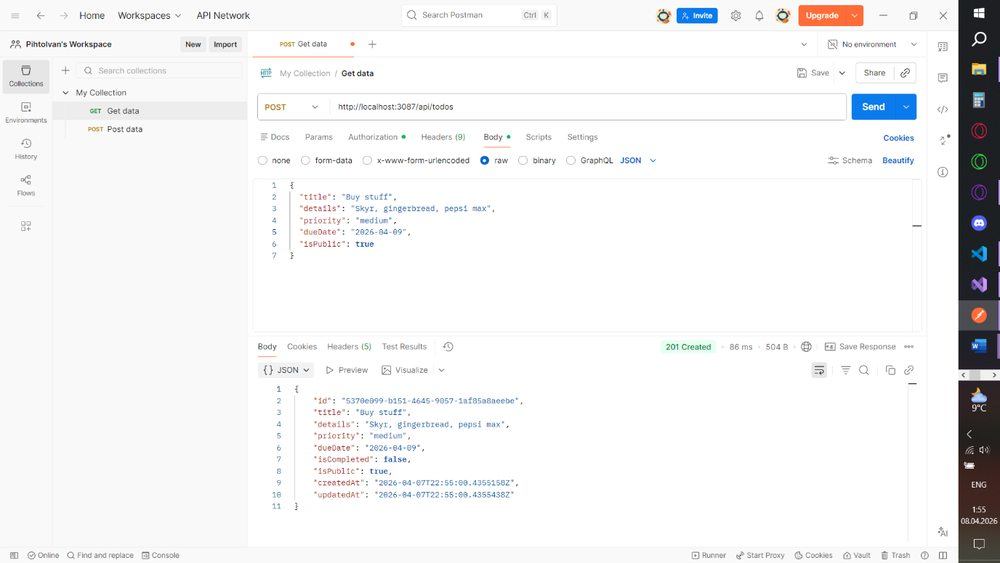 Home Workspaces API Network Search Postman Ctrl K Invite Upgrade
Pihtolvan's Workspace New Import POST Get data No environment
Collections Search collections My Collection / Get data Save Share
My Collection
GET Get data POST http://localhost:3087/api/todos Send
POST Post data
Environments
History
Flows
Docs Params Authorization Headers (9) Body Scripts Settings Cookies
none form-data x-www-form-urlencoded raw binary GraphQL JSON Schema Beautify
1 {
2 "title": "Buy stuff",
3 "details": "Skyr, gingerbread, pepsi max",
4 "priority": "medium",
5 "dueDate": "2026-04-09",
6 "isPublic": true
7 }
Body Cookies Headers (5) Test Results 201 Created 86 ms 504 B e.g. Save Response
{} JSON Preview Visualize
1 {
2 "id": "5370e099-b151-4645-9057-1af85a8aeebe",
3 "title": "Buy stuff",
4 "details": "Skyr, gingerbread, pepsi max",
5 "priority": "medium",
6 "dueDate": "2026-04-09",
7 "isCompleted": false,
8 "isPublic": true,
9 "createdAt": "2026-04-07T22:55:00.4355158Z",
10 "updatedAt": "2026-04-07T22:55:00.4355438Z"
11 }
Online Find and replace Console Runner Start Proxy Cookies Vault Trash
AI
9°C
ENG
1:55
08.04.2026